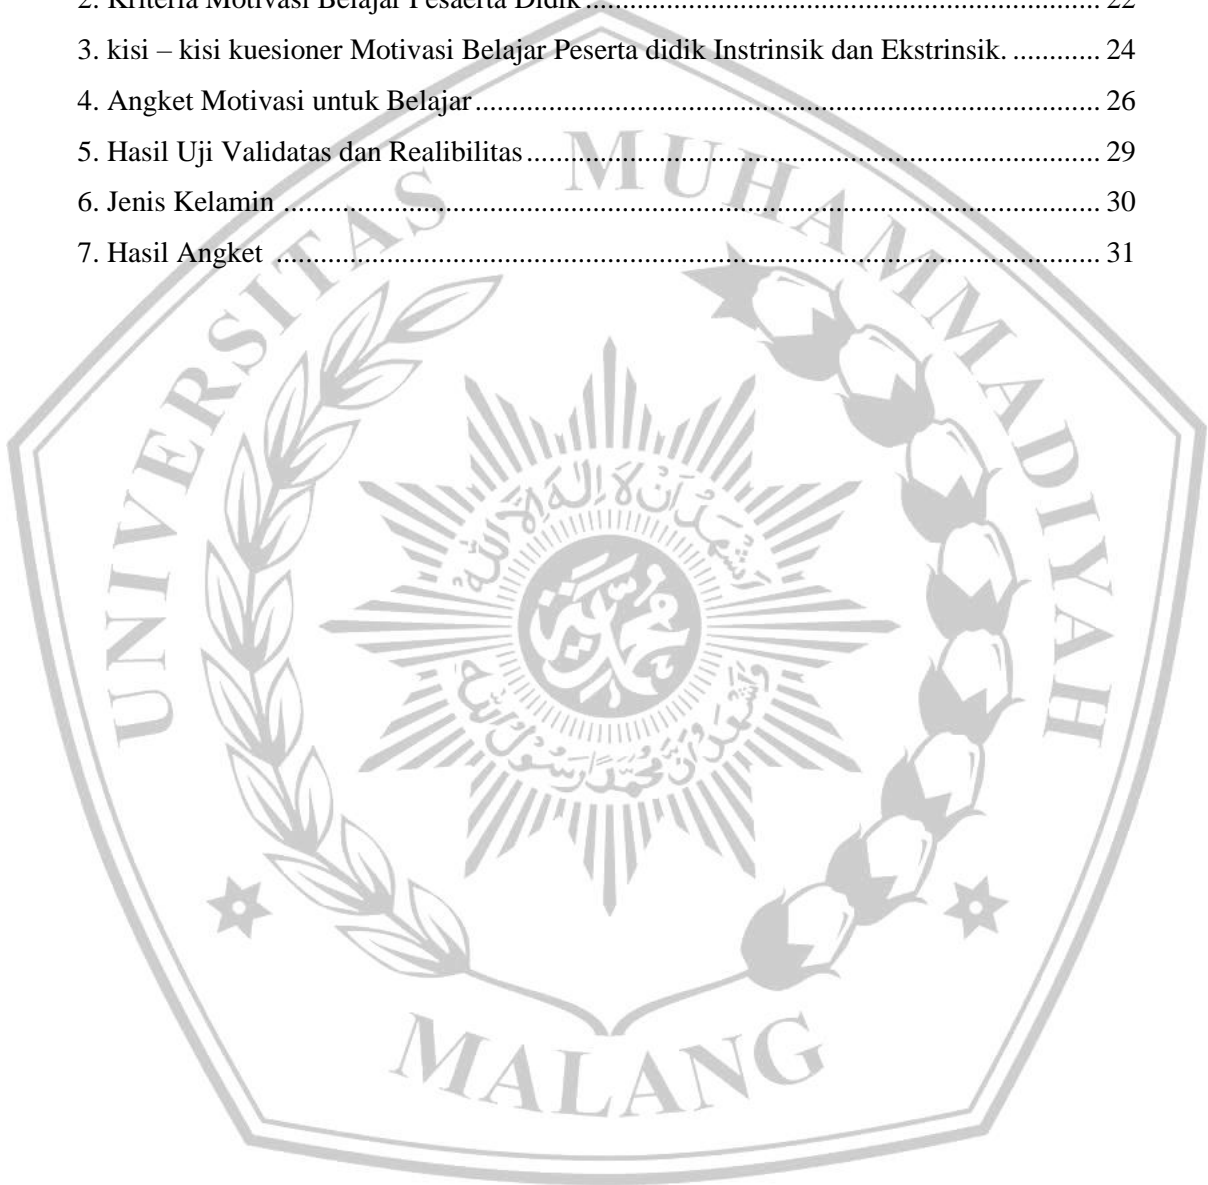 2. Kriteria Motivasi Belajar Pesaerta Didik ................................................................ 22
3. kisi – kisi kuesioner Motivasi Belajar Peserta didik Instrinsik dan Ekstrinsik. ............ 24
4. Angket Motivasi untuk Belajar ................................................................................ 26
5. Hasil Uji Validatas dan Realibilitas .......................................................................... 29
6. Jenis Kelamin ........................................................................................................... 30
7. Hasil Angket ............................................................................................................ 31
UNIVERSITAS MUHAMMADIYAH
MALANG